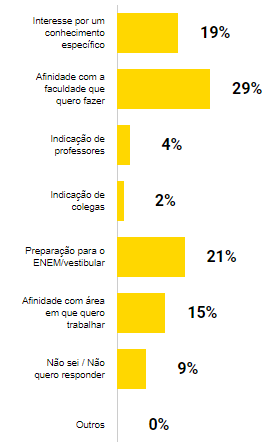 Interesse por um
conhecimento
específico
19%
Afinidade com a
faculdade que
quero fazer
29%
Indicação de
professores
4%
Indicação de
colegas
2%
Preparação para o
ENEM/vestibular
21%
Afinidade com área
em que quero
trabalhar
15%
Não sei / Não
quero responder
9%
Outros
0%